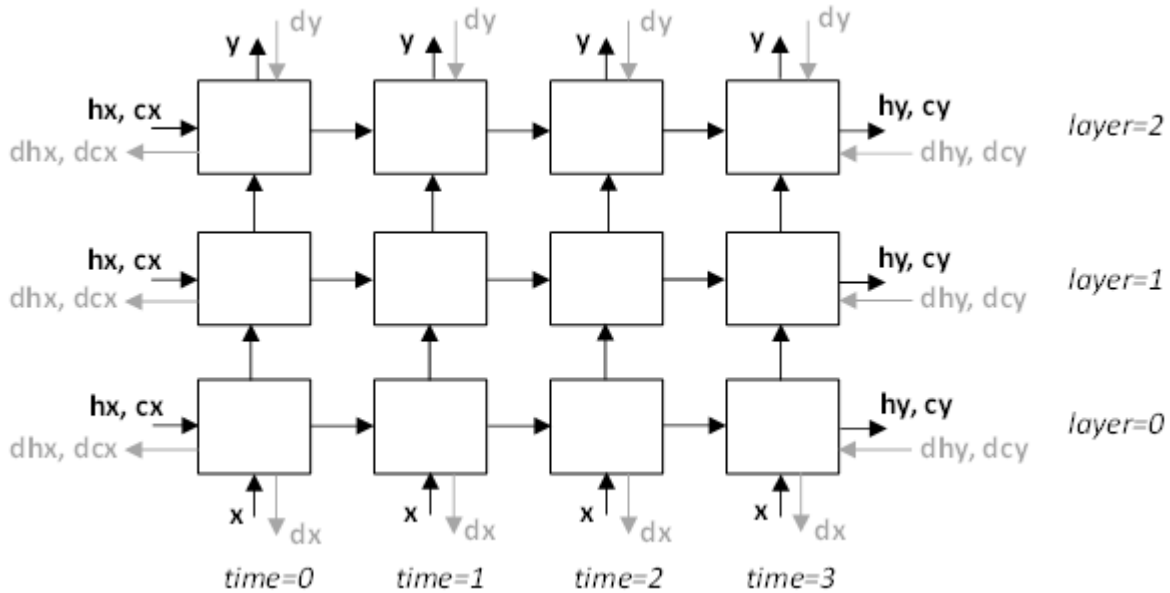 dy dy dy dy
y y y y
hx, cx hy, cy layer=2
dhx, dcx dhy, dcy
hx, cx hy, cy layer=1
dhx, dcx dhy, dcy
hx, cx hy, cy layer=0
dhx, dcx dhy, dcy
x x x x
dx dx dx dx
time=0 time=1 time=2 time=3